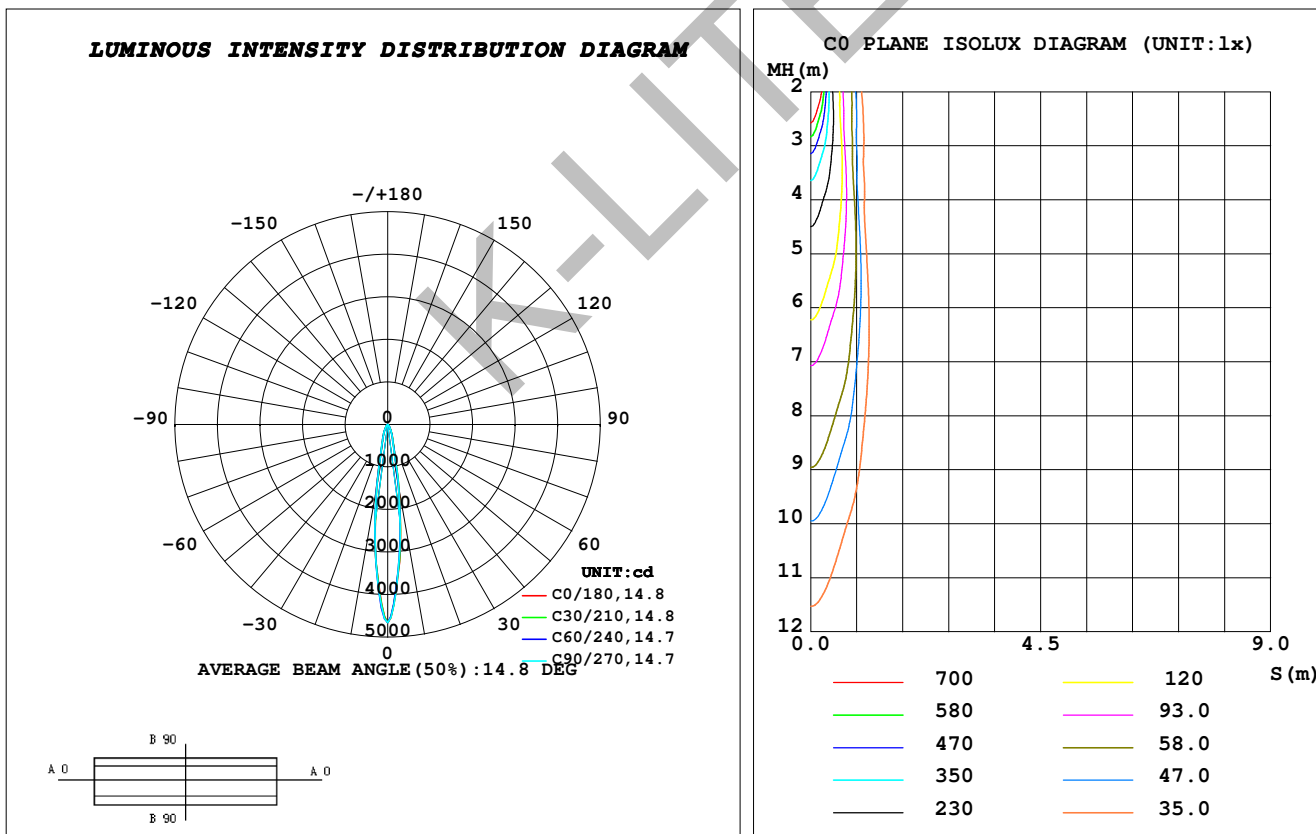 LUMINOUS INTENSITY DISTRIBUTION DIAGRAM
-/+180
-150
150
-120
120
-90
90
-60
60
-30
30
0
0
1000
2000
3000
4000
5000
UNIT:cd
C0/180,14.8
C30/210,14.8
C60/240,14.7
C90/270,14.7
AVERAGE BEAM ANGLE(50%):14.8 DEG
B 90
A 0
A 0
B 90
K-LITE
C0 PLANE ISOLUX DIAGRAM (UNIT:lx)
MH(m)
2
3
4
5
6
7
8
9
10
11
12
0.0
4.5
9.0
S(m)
700
120
580
93.0
470
58.0
350
47.0
230
35.0